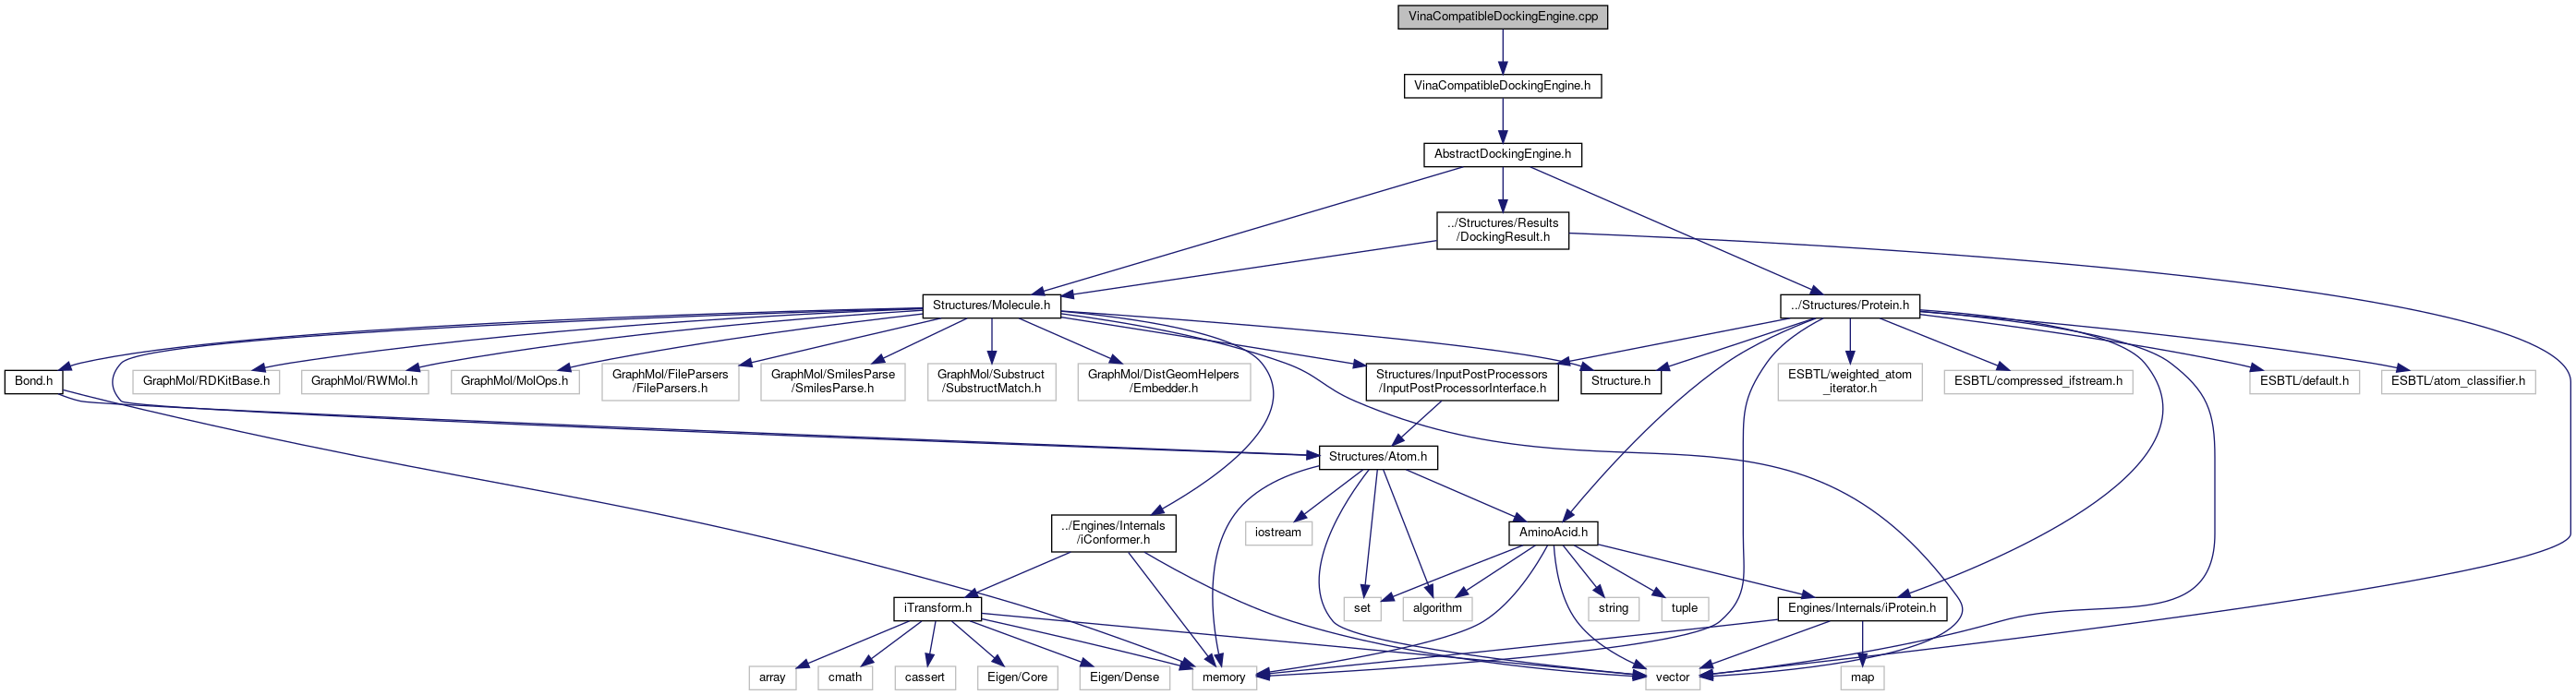 VinaCompatibleDockingEngine.cpp
VinaCompatibleDockingEngine.h
AbstractDockingEngine.h
../Structures/Results
/DockingResult.h
Structures/Molecule.h
../Structures/Protein.h
Bond.h
GraphMol/RDKitBase.h
GraphMol/RWMol.h
GraphMol/MolOps.h
GraphMol/FileParsers
/FileParsers.h
GraphMol/SmilesParse
/SmilesParse.h
GraphMol/Substruct
/SubstructMatch.h
GraphMol/DistGeomHelpers
/Embedder.h
Structures/InputPostProcessors
/InputPostProcessorInterface.h
Structure.h
ESBTL/weighted_atom
_iterator.h
ESBTL/compressed_ifstream.h
ESBTL/default.h
ESBTL/atom_classifier.h
Structures/Atom.h
../Engines/Internals
/iConformer.h
iostream
AminoAcid.h
iTransform.h
set
algorithm
string
tuple
Engines/Internals/iProtein.h
array
cmath
cassert
Eigen/Core
Eigen/Dense
memory
vector
map